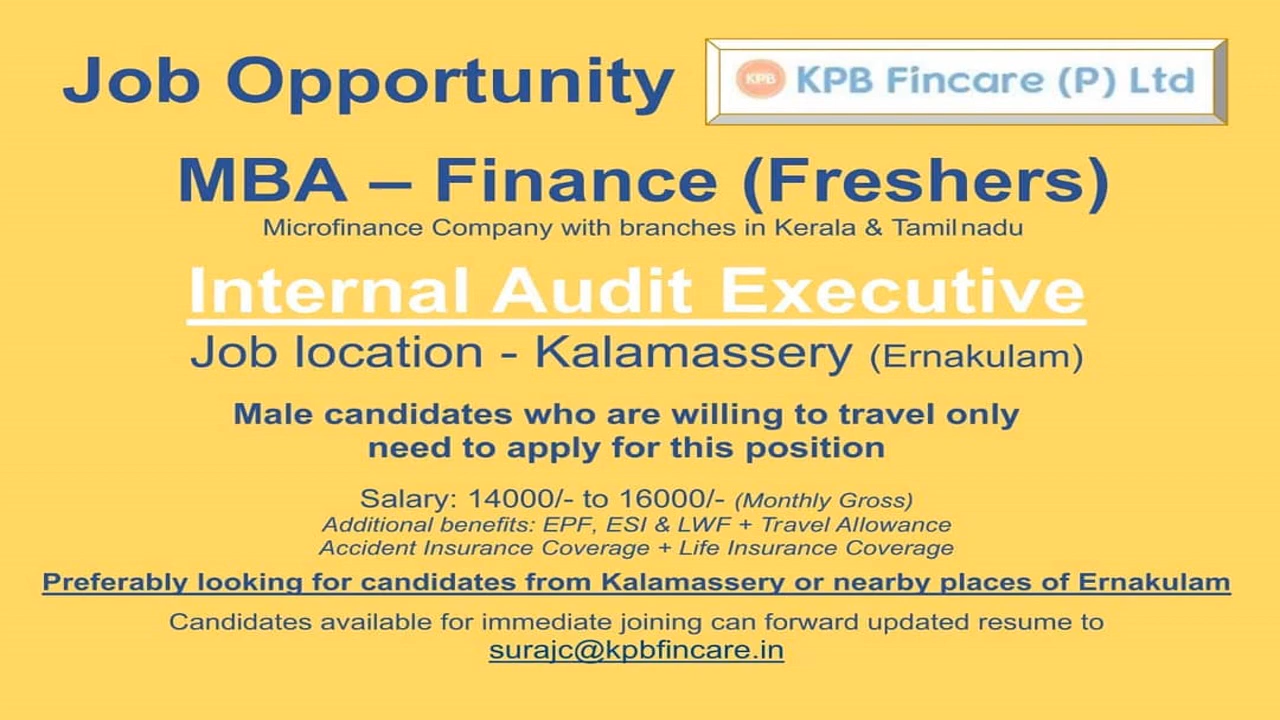 Job Opportunity
KPB KPB Fincare (P) Ltd
MBA – Finance (Freshers)
Microfinance Company with branches in Kerala & Tamilnadu
Internal Audit Executive
Job location - Kalamassery (Ernakulam)
Male candidates who are willing to travel only
need to apply for this position
Salary: 14000/- to 16000/- (Monthly Gross)
Additional benefits: EPF, ESI & LWF + Travel Allowance
Accident Insurance Coverage + Life Insurance Coverage
Preferably looking for candidates from Kalamassery or nearby places of Ernakulam
Candidates available for immediate joining can forward updated resume to
surajc@kpbfincare.in